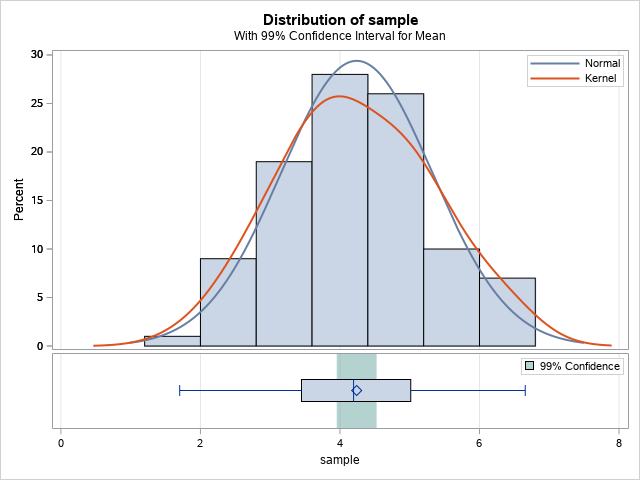 Distribution of sample
With 99% Confidence Interval for Mean
30
Normal
Kernel
25
20
15
10
5
0
Percent
99% Confidence
0 2 4 6 8
sample